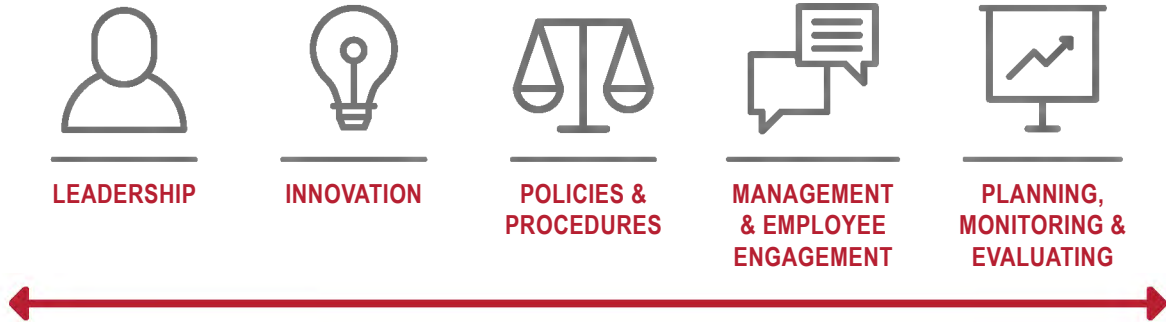 LEADERSHIP
INNOVATION
POLICIES &
PROCEDURES
MANAGEMENT
& EMPLOYEE
ENGAGEMENT
PLANNING,
MONITORING &
EVALUATING